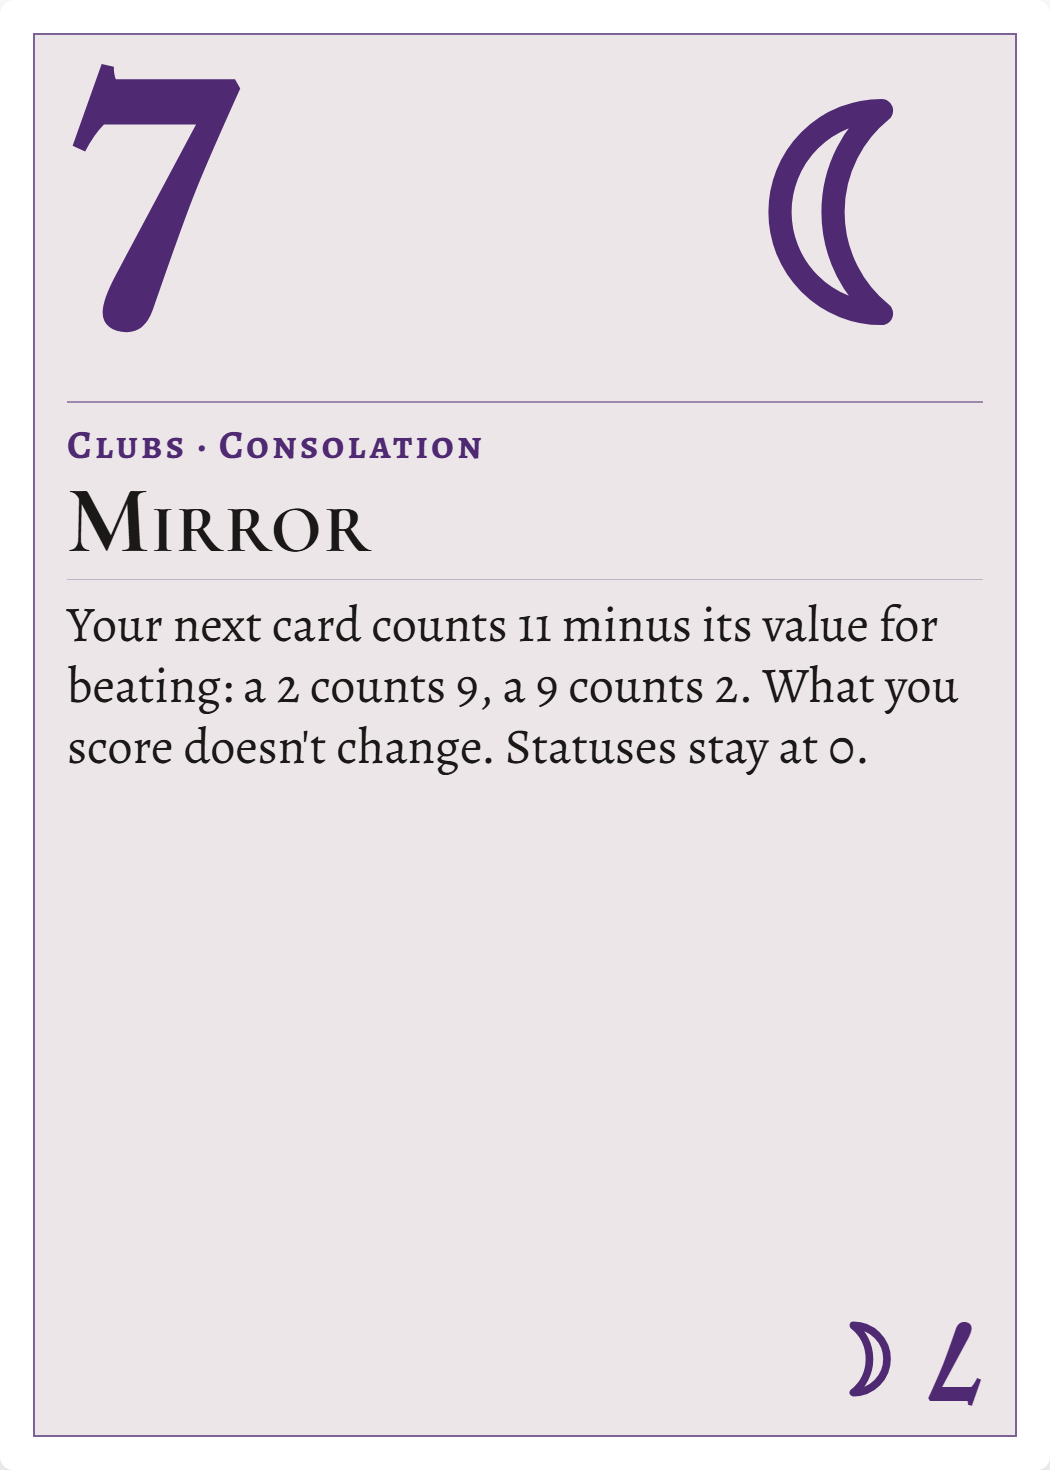 7
Clubs · Consolation
Mirror
Your next card counts 11 minus its value for
beating: a 2 counts 9, a 9 counts 2. What you
score doesn't change. Statuses stay at 0.
7